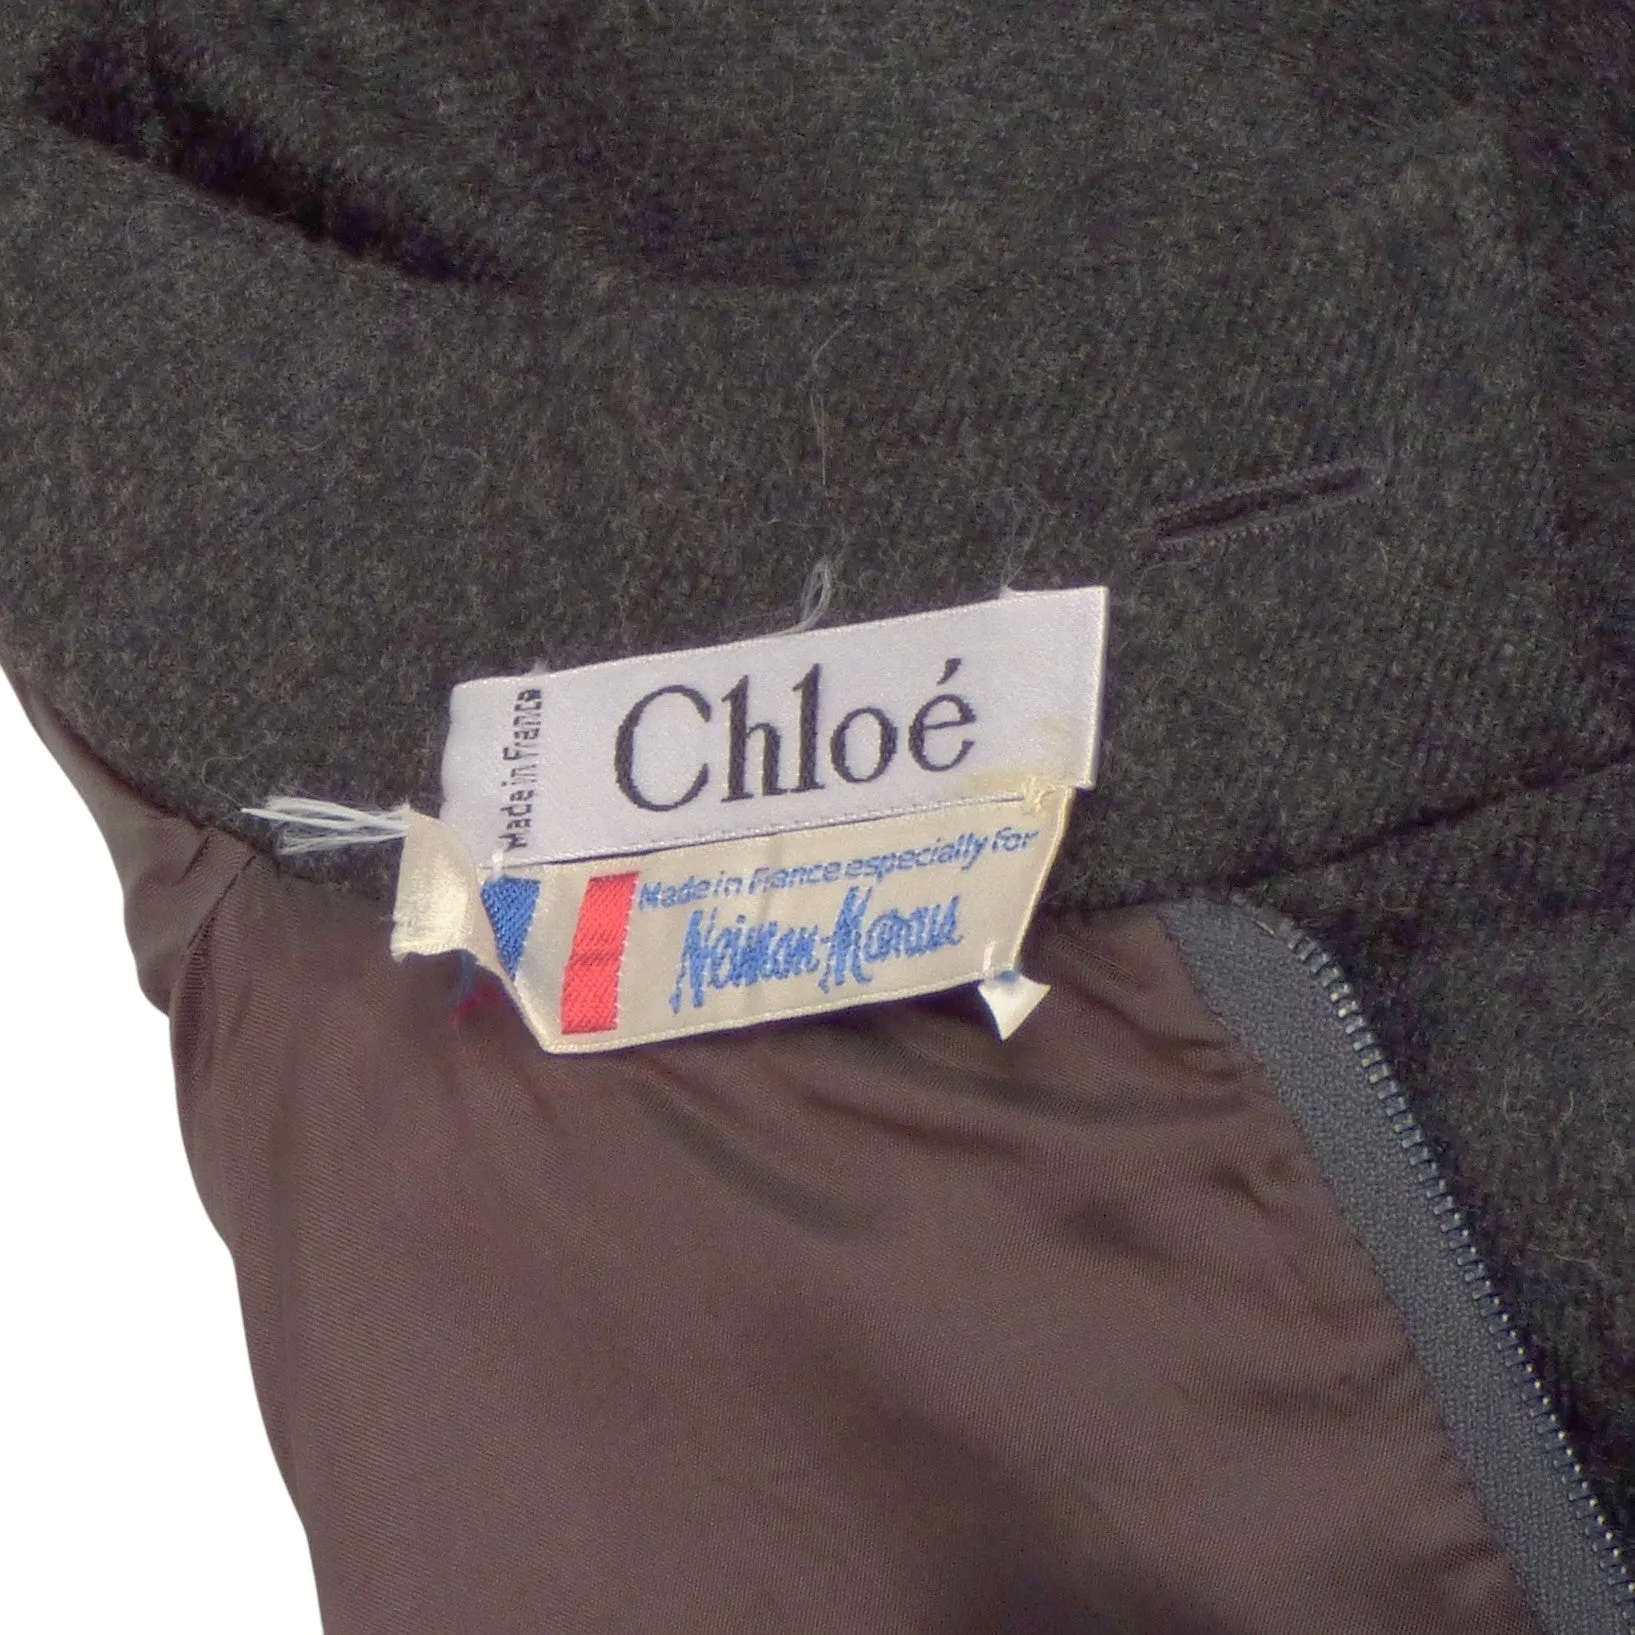 Made in France
Chloé
Made in France especially For
Neiman-Marcus